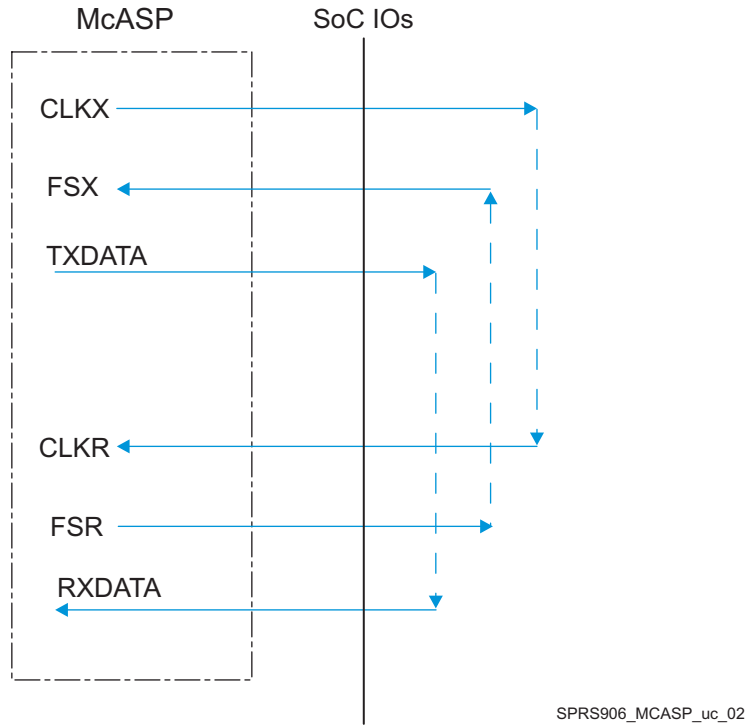 McASP
SoC IOs
CLKX
FSX
TXDATA
CLKR
FSR
RXDATA
SPRS906_MCASP_uc_02